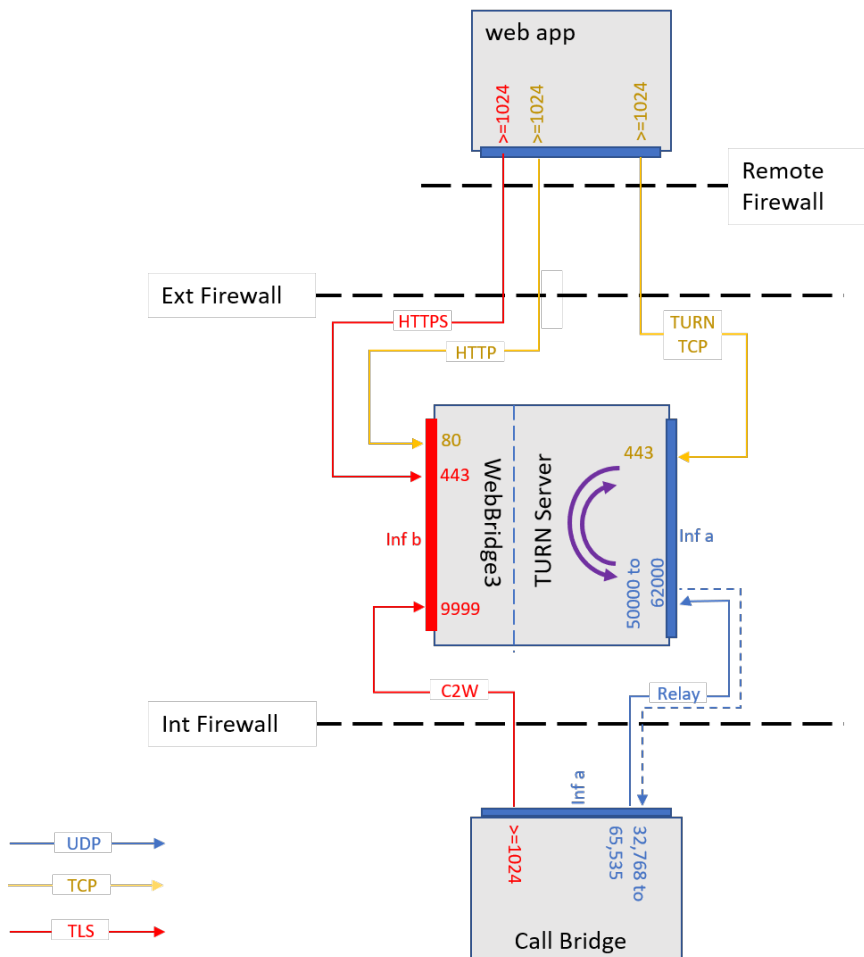 web app
>=1024
>=1024
>=1024
Remote
Firewall
Ext Firewall
HTTPS
HTTP
TURN
TCP
80
443
443
WebBridge3
TURN Server
Inf b
Inf a
50000 to
62000
9999
C2W
Relay
Int Firewall
Inf a
>=1024
32,768 to
65,535
UDP
TCP
TLS
Call Bridge